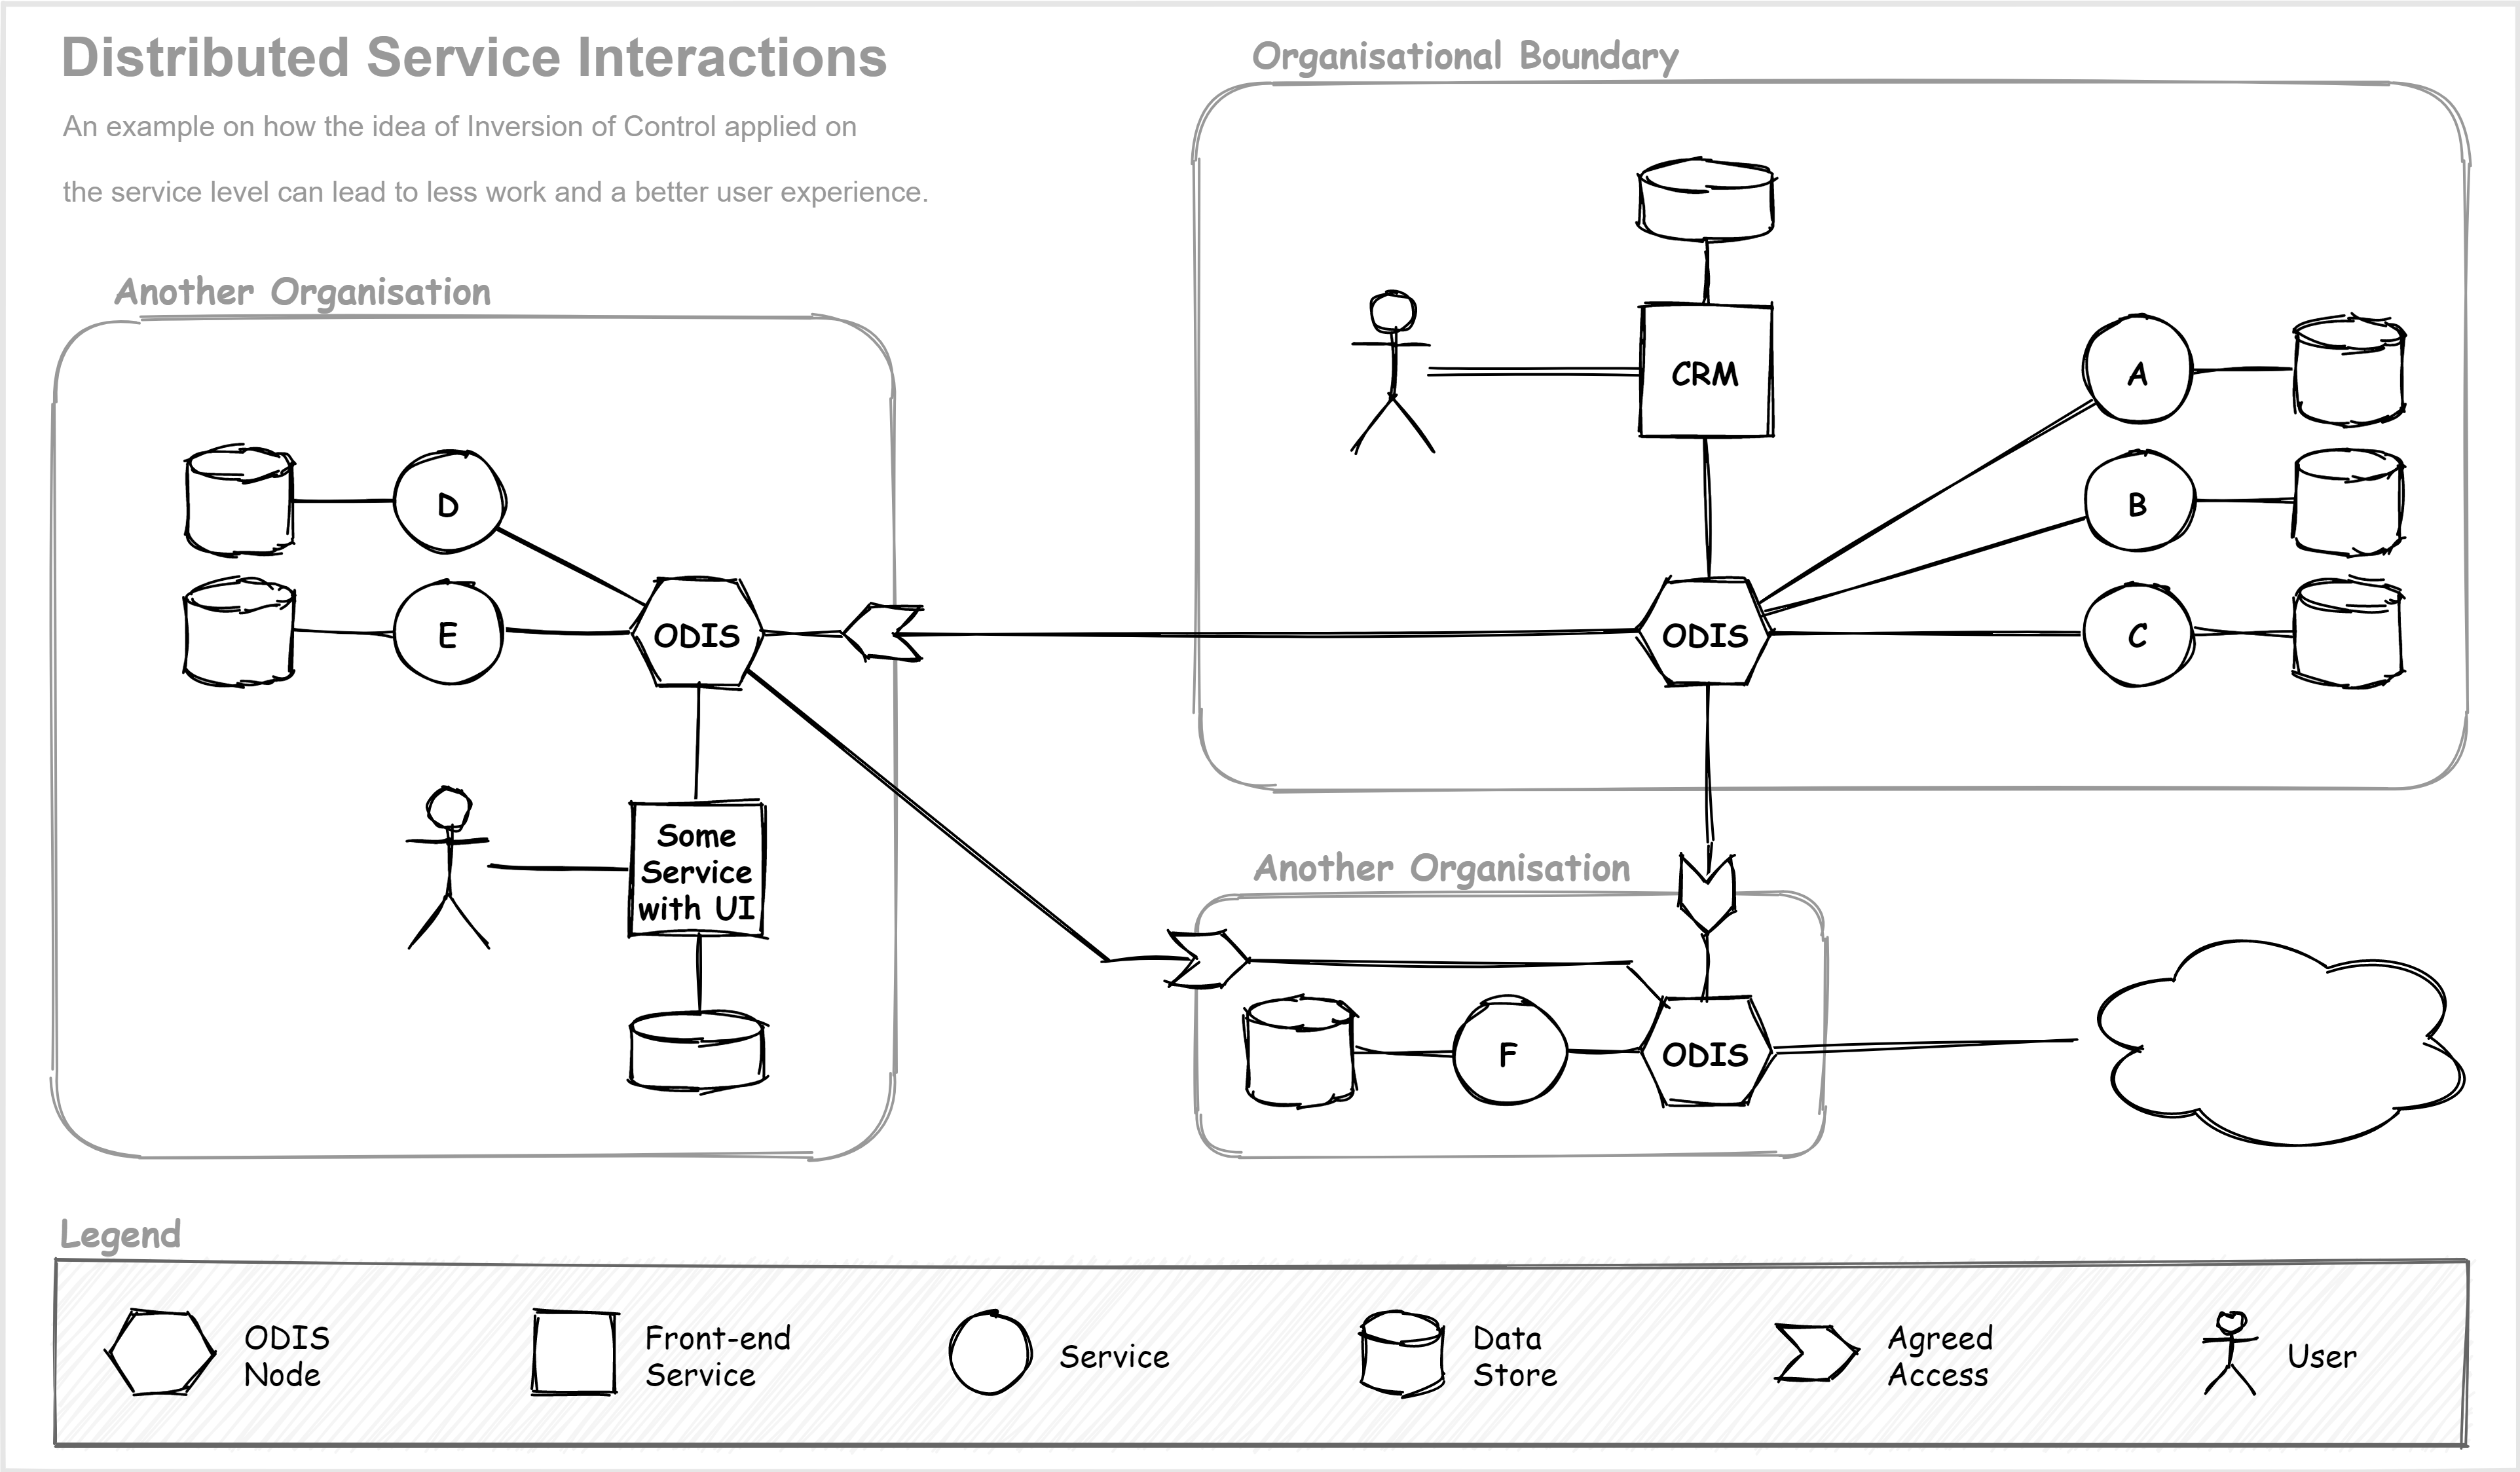 Distributed Service Interactions
An example on how the idea of Inversion of Control applied on
the service level can lead to less work and a better user experience.
Organisational Boundary
CRM
A
B
C
ODIS
Another Organisation
D
E
ODIS
Some
Service
with UI
Another Organisation
F
ODIS
Legend
ODIS
Node
Front-end
Service
Service
Data
Store
Agreed
Access
User